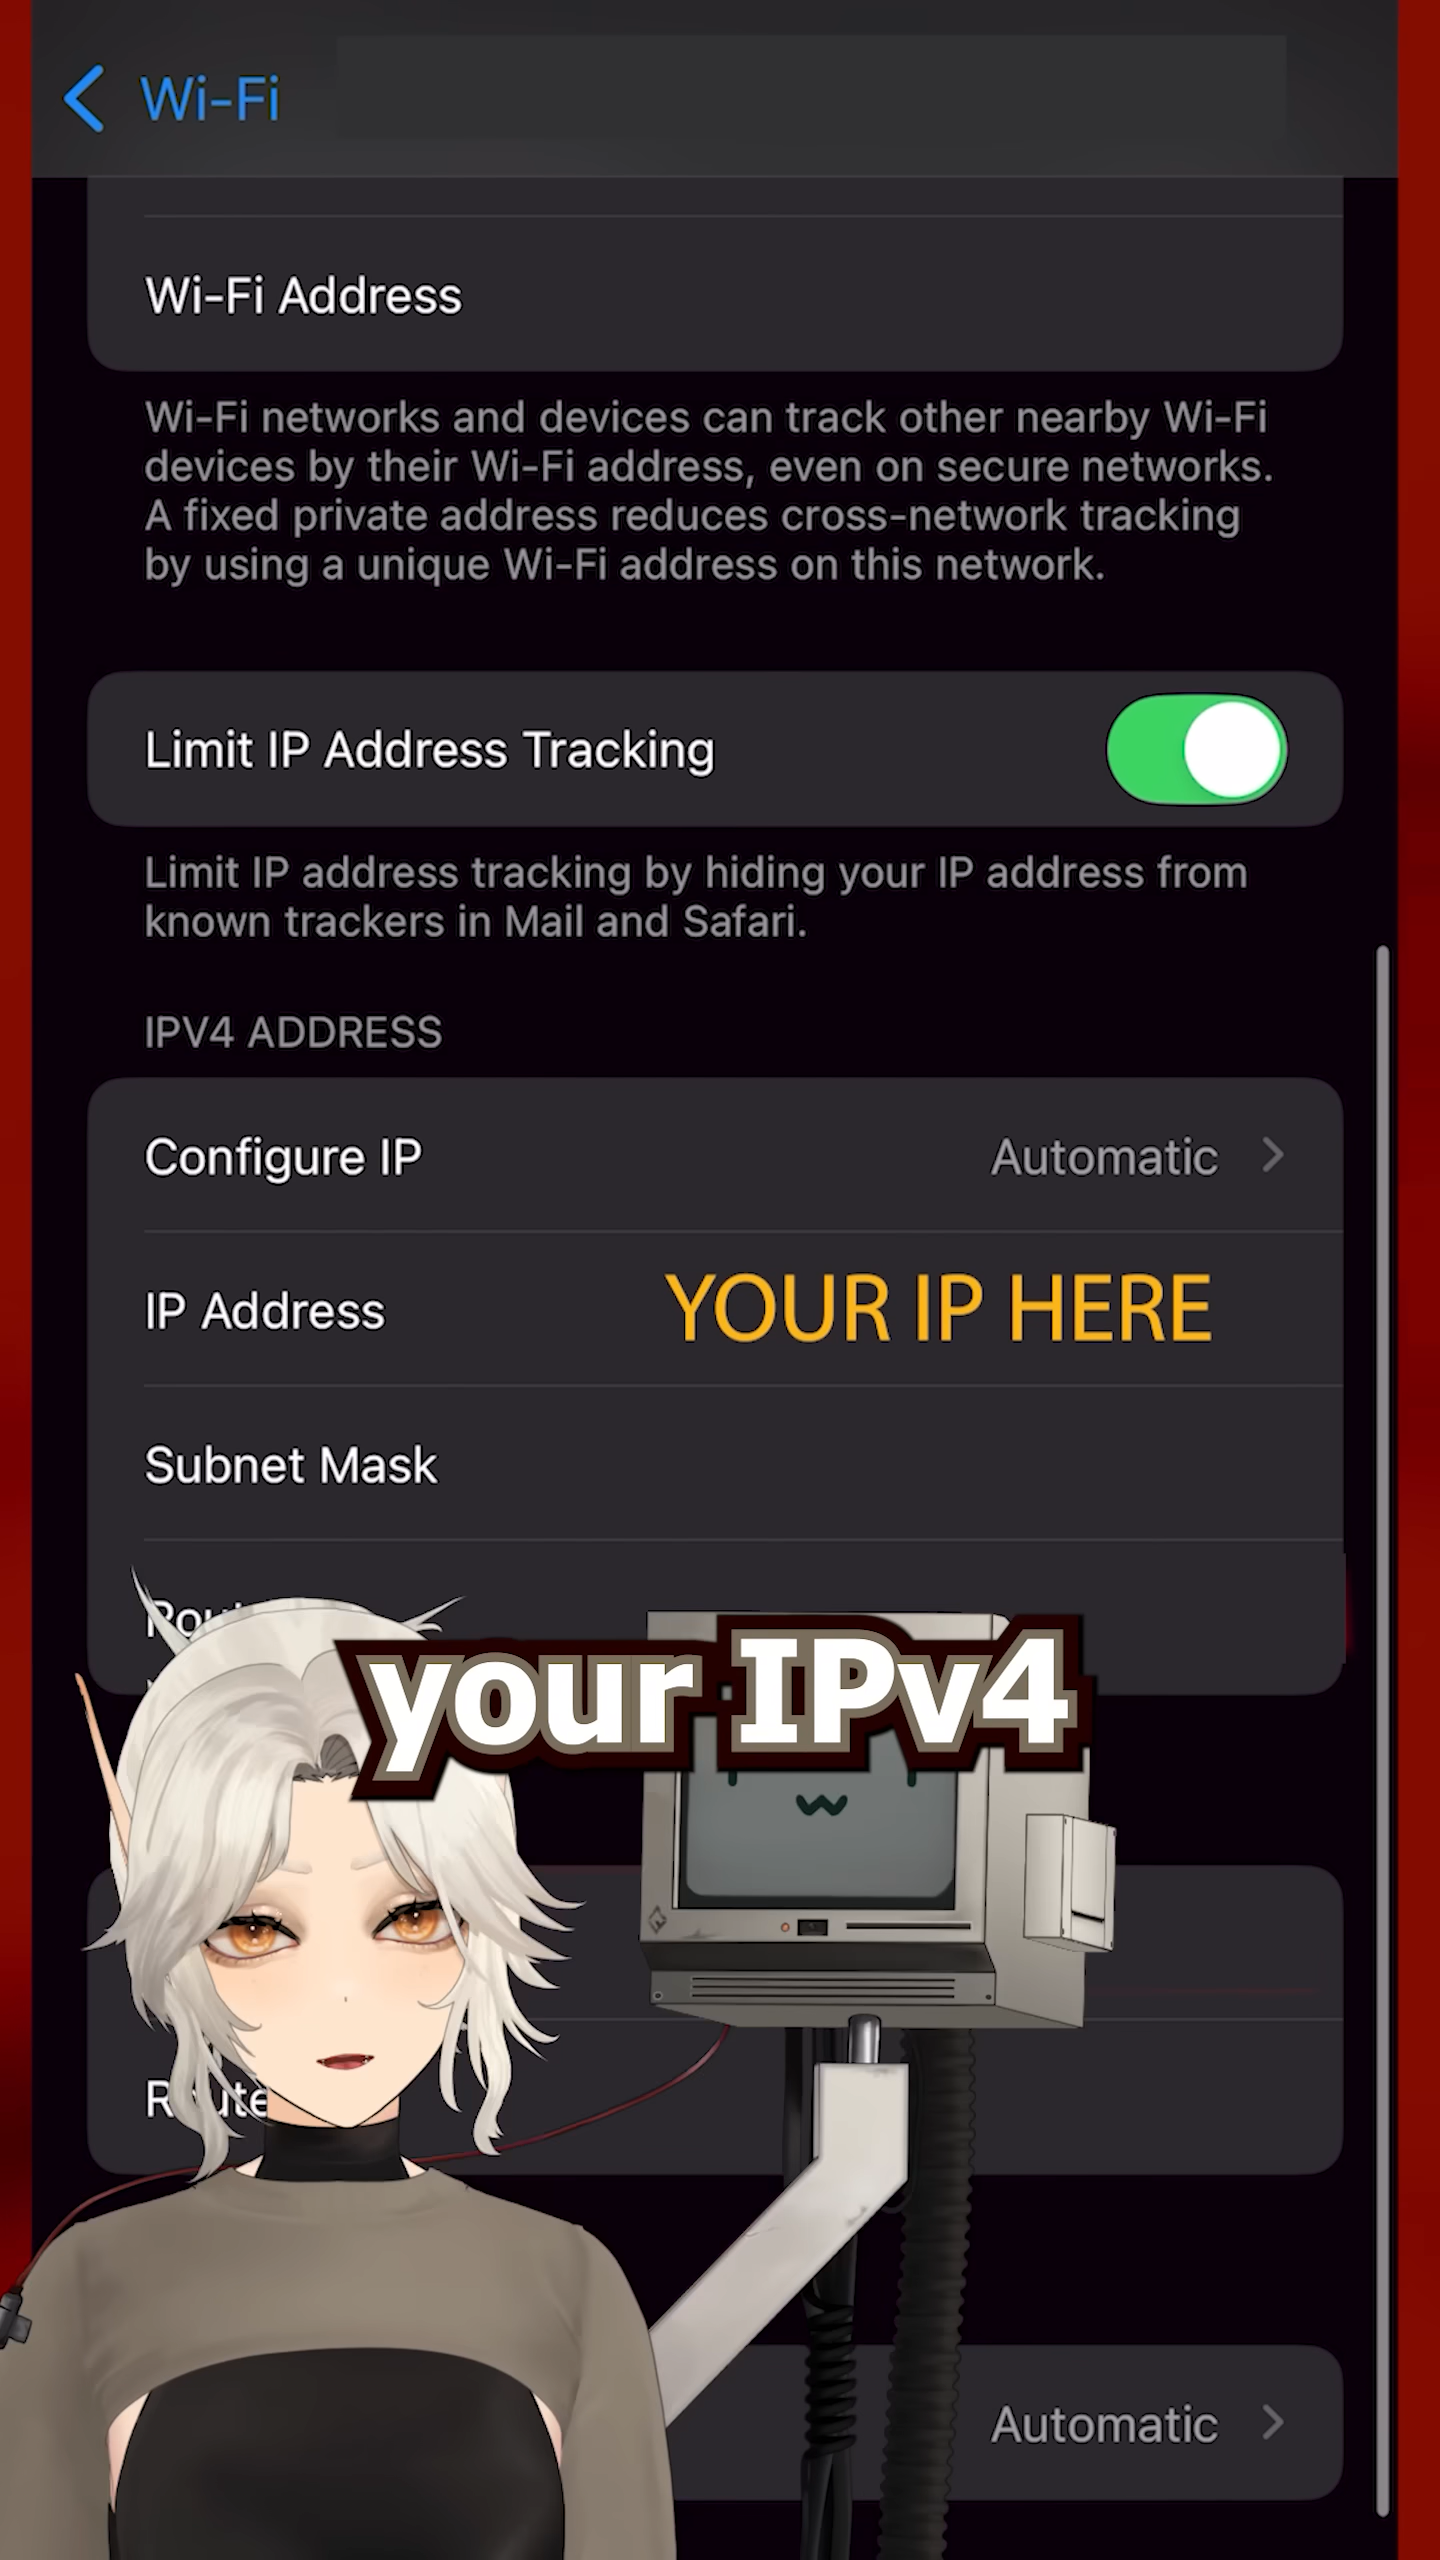 Wi-Fi
Wi-Fi Address
Wi-Fi networks and devices can track other nearby Wi-Fi
devices by their Wi-Fi address, even on secure networks.
A fixed private address reduces cross-network tracking
by using a unique Wi-Fi address on this network.
Limit IP Address Tracking
Limit IP address tracking by hiding your IP address from
known trackers in Mail and Safari.
IPV4 ADDRESS
Configure IP Automatic
IP Address YOUR IP HERE
Subnet Mask
your IPv4
Automatic